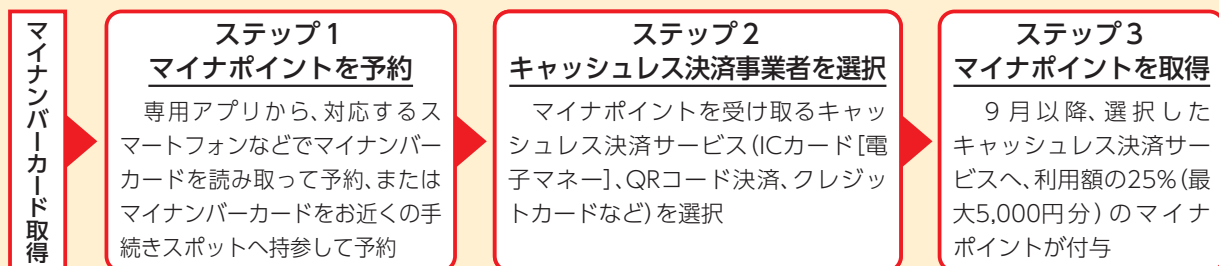 マイナンバーカード取得
ステップ1
マイナポイントを予約
専用アプリから、対応するス
マートフォンなどでマイナンバー
カードを読み取って予約、または
マイナンバーカードをお近くの手
続きスポットへ持参して予約
ステップ2
キャッシュレス決済事業者を選択
マイナポイントを受け取るキャッ
シュレス決済サービス(ICカード[電
子マネー]、QRコード決済、クレジッ
トカードなど)を選択
ステップ3
マイナポイントを取得
9月以降、選択した
キャッシュレス決済サー
ビスへ、利用額の25%(最
大5,000円分)のマイナ
ポイントが付与